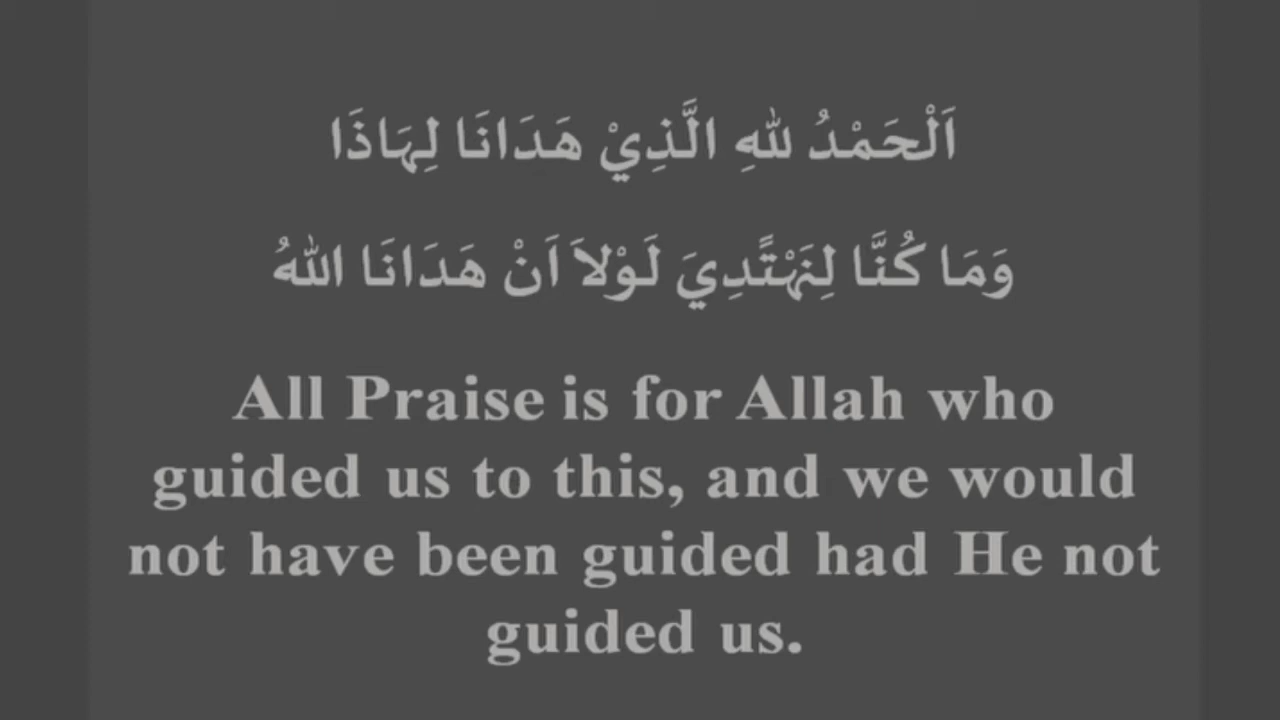 اَلْحَمْدُ لِلّٰهِ الَّذِيْ هَدَانَا لِهَاذَا
وَمَا كُنَّا لِنَهْتًدِيَ لَوْلاَ اَنْ هَدَانَا اللهُ
All Praise is for Allah who
guided us to this, and we would
not have been guided had He not
guided us.